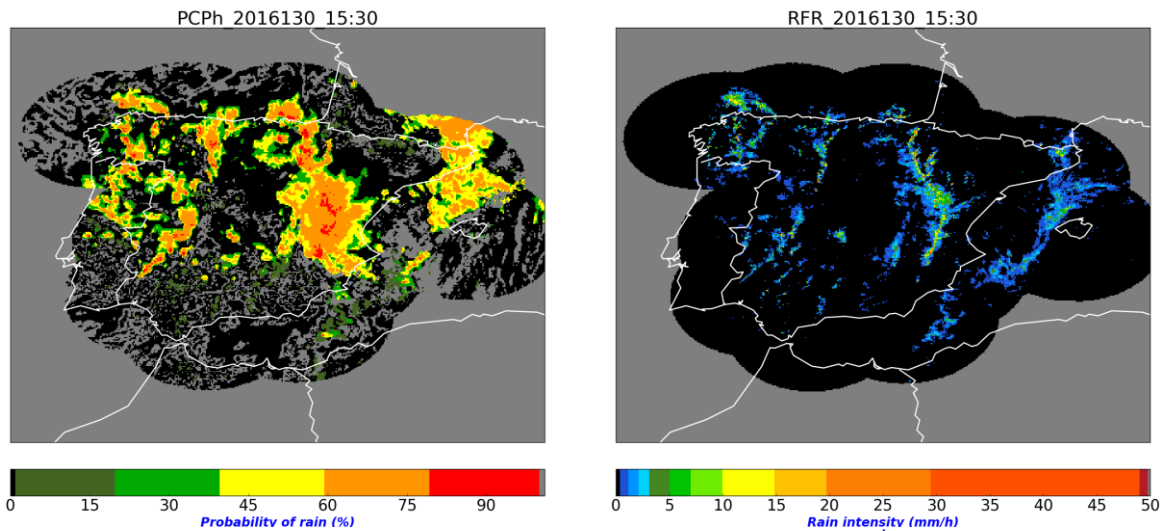 PCPh_2016130_15:30
RFR_2016130_15:30
0 15 30 45 60 75 90
Probability of rain (%)
0 5 10 15 20 25 30 35 40 45 50
Rain intensity (mm/h)